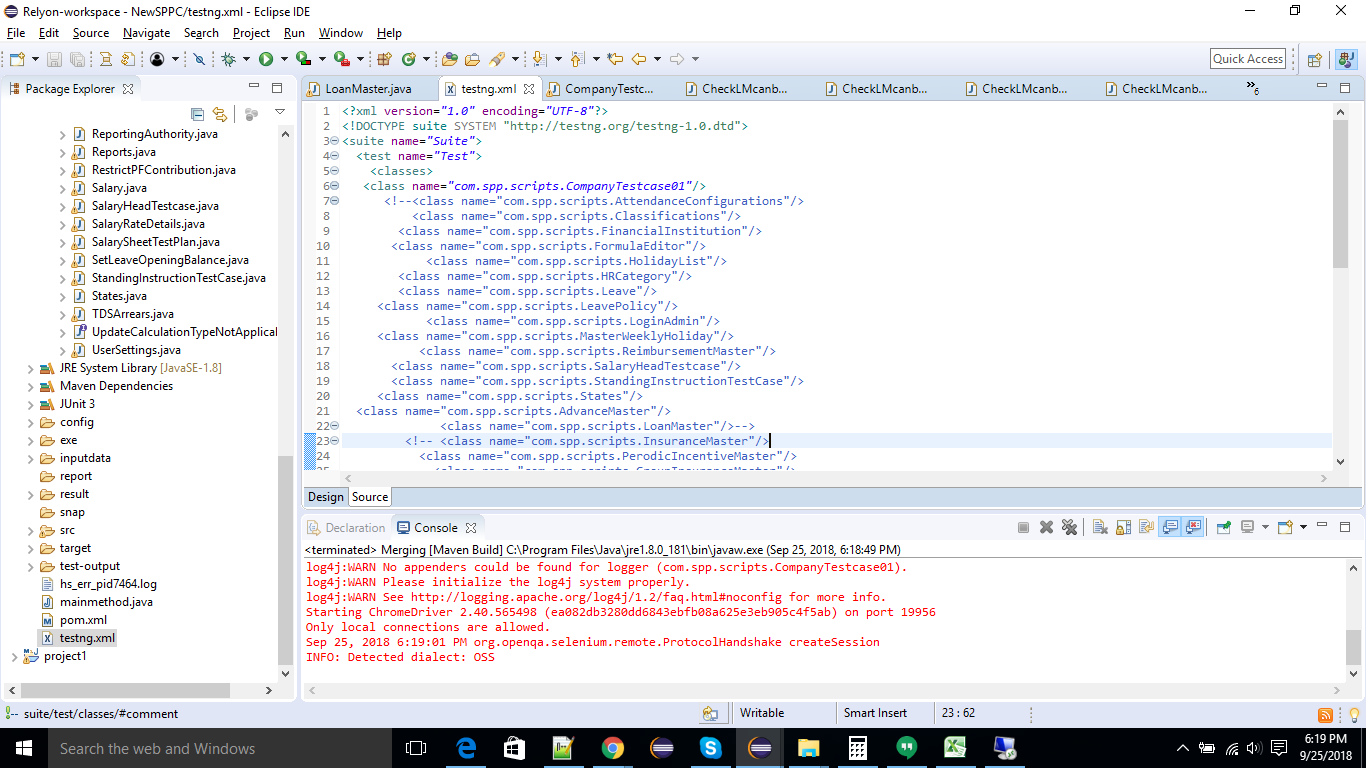 Relyon-workspace - NewSPPC/testng.xml - Eclipse IDE
File Edit Source Navigate Search Project Run Window Help
Quick Access
Package Explorer
ReportingAuthority.java
Reports.java
RestrictPFContribution.java
Salary.java
SalaryHeadTestcase.java
SalaryRateDetails.java
SalarySheetTestPlan.java
SetLeaveOpeningBalance.java
StandingInstructionTestCase.java
States.java
TDSArrears.java
UpdateCalculationTypeNotApplical
UserSettings.java
JRE System Library [JavaSE-1.8]
Maven Dependencies
JUnit 3
config
exe
inputdata
report
result
snap
src
target
test-output
hs_err_pid7464.log
mainmethod.java
pom.xml
testng.xml
project1
LoanMaster.java testng.xml CompanyTestc... CheckLMcanb... CheckLMcanb... CheckLMcanb... CheckLMcanb... »6
1 <?xml version="1.0" encoding="UTF-8"?>
2 <!DOCTYPE suite SYSTEM "http://testng.org/testng-1.0.dtd">
3 <suite name="Suite">
4 <test name="Test">
5 <classes>
6 <class name="com.spp.scripts.CompanyTestcase01"/>
7 <!--<class name="com.spp.scripts.AttendanceConfigurations"/>
8 <class name="com.spp.scripts.Classifications"/>
9 <class name="com.spp.scripts.FinancialInstitution"/>
10 <class name="com.spp.scripts.FormulaEditor"/>
11 <class name="com.spp.scripts.HolidayList"/>
12 <class name="com.spp.scripts.HRCategory"/>
13 <class name="com.spp.scripts.Leave"/>
14 <class name="com.spp.scripts.LeavePolicy"/>
15 <class name="com.spp.scripts.LoginAdmin"/>
16 <class name="com.spp.scripts.MasterWeeklyHoliday"/>
17 <class name="com.spp.scripts.ReimbursementMaster"/>
18 <class name="com.spp.scripts.SalaryHeadTestcase"/>
19 <class name="com.spp.scripts.StandingInstructionTestCase"/>
20 <class name="com.spp.scripts.States"/>
21 <class name="com.spp.scripts.AdvanceMaster"/>
22 <class name="com.spp.scripts.LoanMaster"/>-->
23 <!-- <class name="com.spp.scripts.InsuranceMaster"/>
24 <class name="com.spp.scripts.PerodicIncentiveMaster"/>
Design Source
Declaration Console
<terminated> Merging [Maven Build] C:\Program Files\Java\jre1.8.0_181\bin\javaw.exe (Sep 25, 2018, 6:18:49 PM)
log4j:WARN No appenders could be found for logger (com.spp.scripts.CompanyTestcase01).
log4j:WARN Please initialize the log4j system properly.
log4j:WARN See http://logging.apache.org/log4j/1.2/faq.html#noconfig for more info.
Starting ChromeDriver 2.40.565498 (ea082db3280dd6843ebfb08a625e3eb905c4f5ab) on port 19956
Only local connections are allowed.
Sep 25, 2018 6:19:01 PM org.openqa.selenium.remote.ProtocolHandshake createSession
INFO: Detected dialect: OSS
suite/test/classes/#comment Writable Smart Insert 23 : 62
Search the web and Windows
6:19 PM
9/25/2018